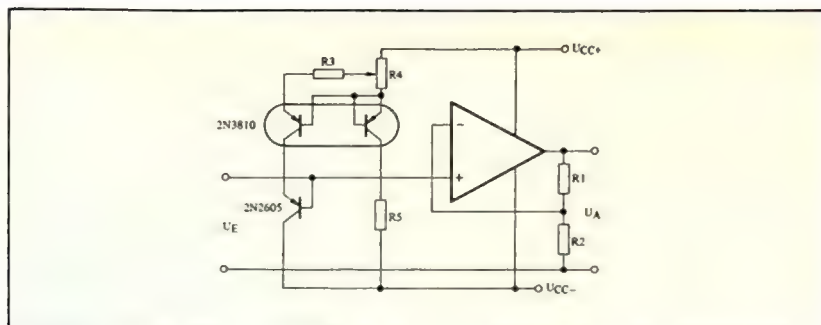 UCC+
R3
R4
2N3810
R1
2N2605
R5
UE
UA
R2
UCC−